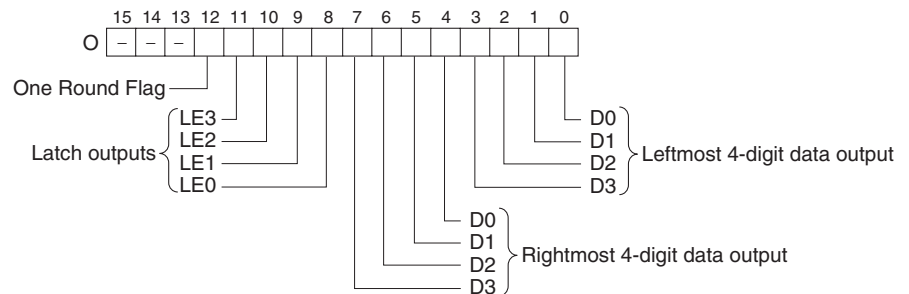 15 14 13 12 11 10 9 8 7 6 5 4 3 2 1 0
O – – –
One Round Flag
LE3
LE2
LE1
LE0
Latch outputs
D0
D1
D2
D3
Leftmost 4-digit data output
D0
D1
D2
D3
Rightmost 4-digit data output